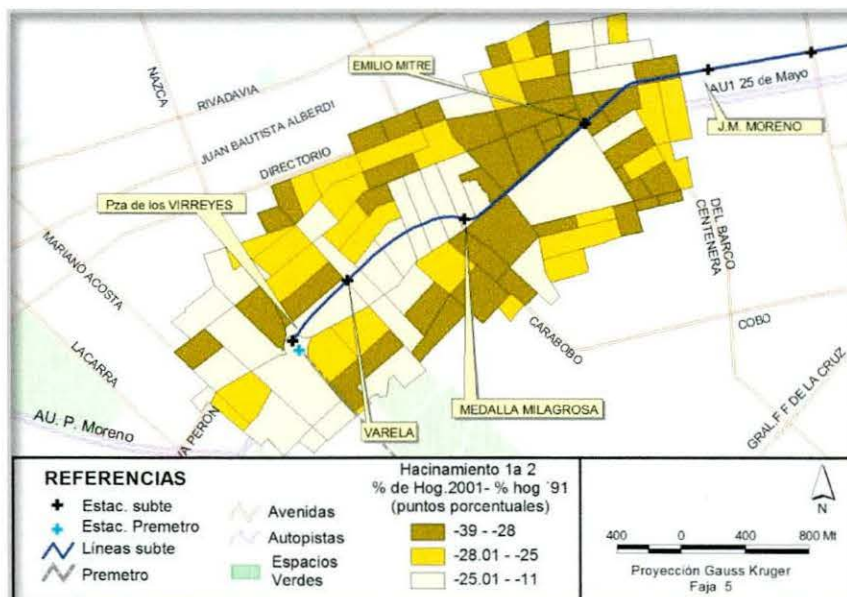 EMILIO MITRE
NAZCA
RIVADAVIA
AU1 25 de Mayo
JUAN BAUTISTA ALBERDI
J.M. MORENO
DIRECTORIO
Pza de los VIRREYES
MARIANO ACOSTA
DEL BARCO
CENTENERA
LACARRA
CARABOBO
COBO
MEDALLA MILAGROSA
VARELA
AU. P. Moreno
VA PERON
GRAL.F F DE LA CRUZ
REFERENCIAS
Estac. subte
Estac. Premetro
Líneas subte
Premetro
Avenidas
Autopistas
Espacios
Verdes
Hacinamiento 1a 2
% de Hog.2001- % hog ´91
(puntos porcentuales)
-39 - -28
-28.01 - -25
-25.01 - -11
N
400 0 400 800 Mt
Proyección Gauss Kruger
Faja 5